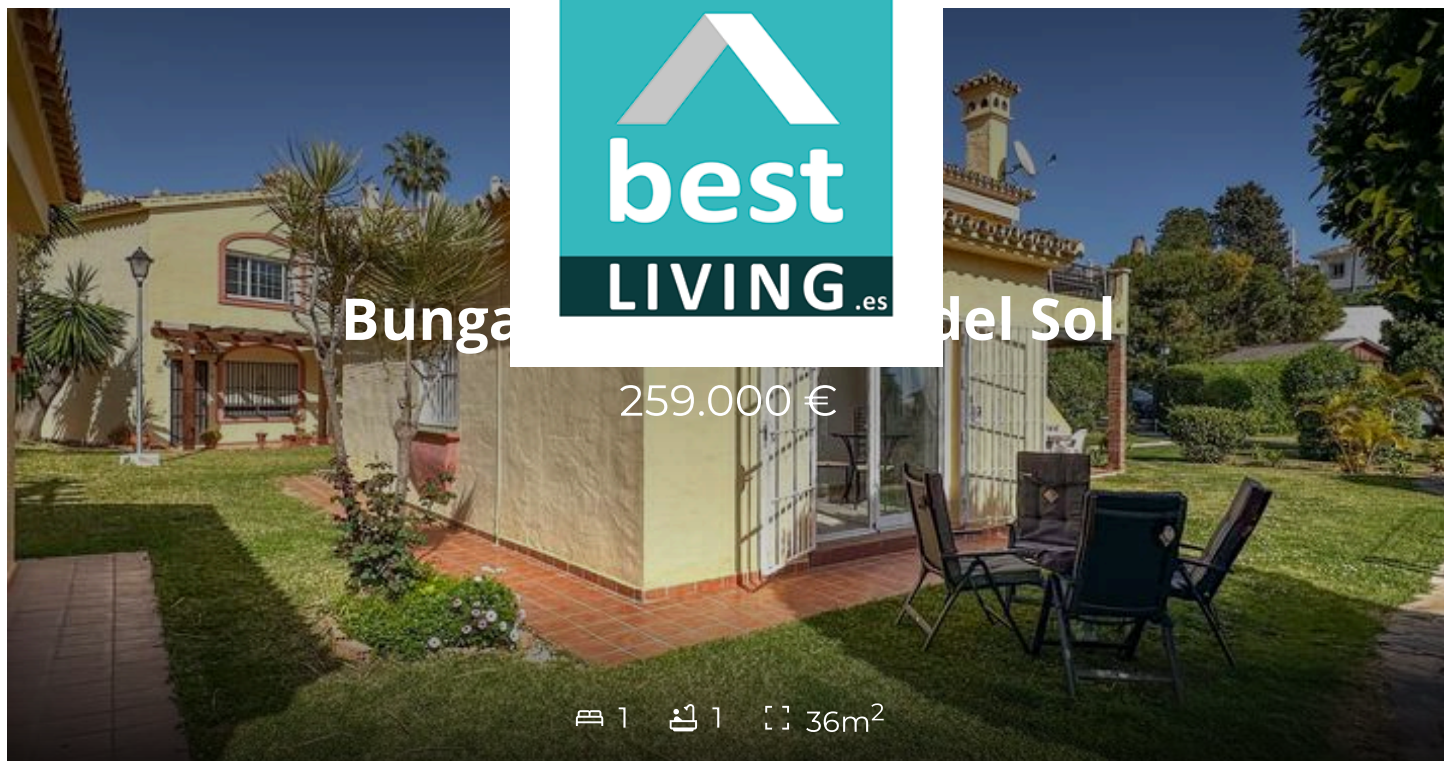 best
LIVING.es
Bunga del Sol
259.000 €
1 1 36m²